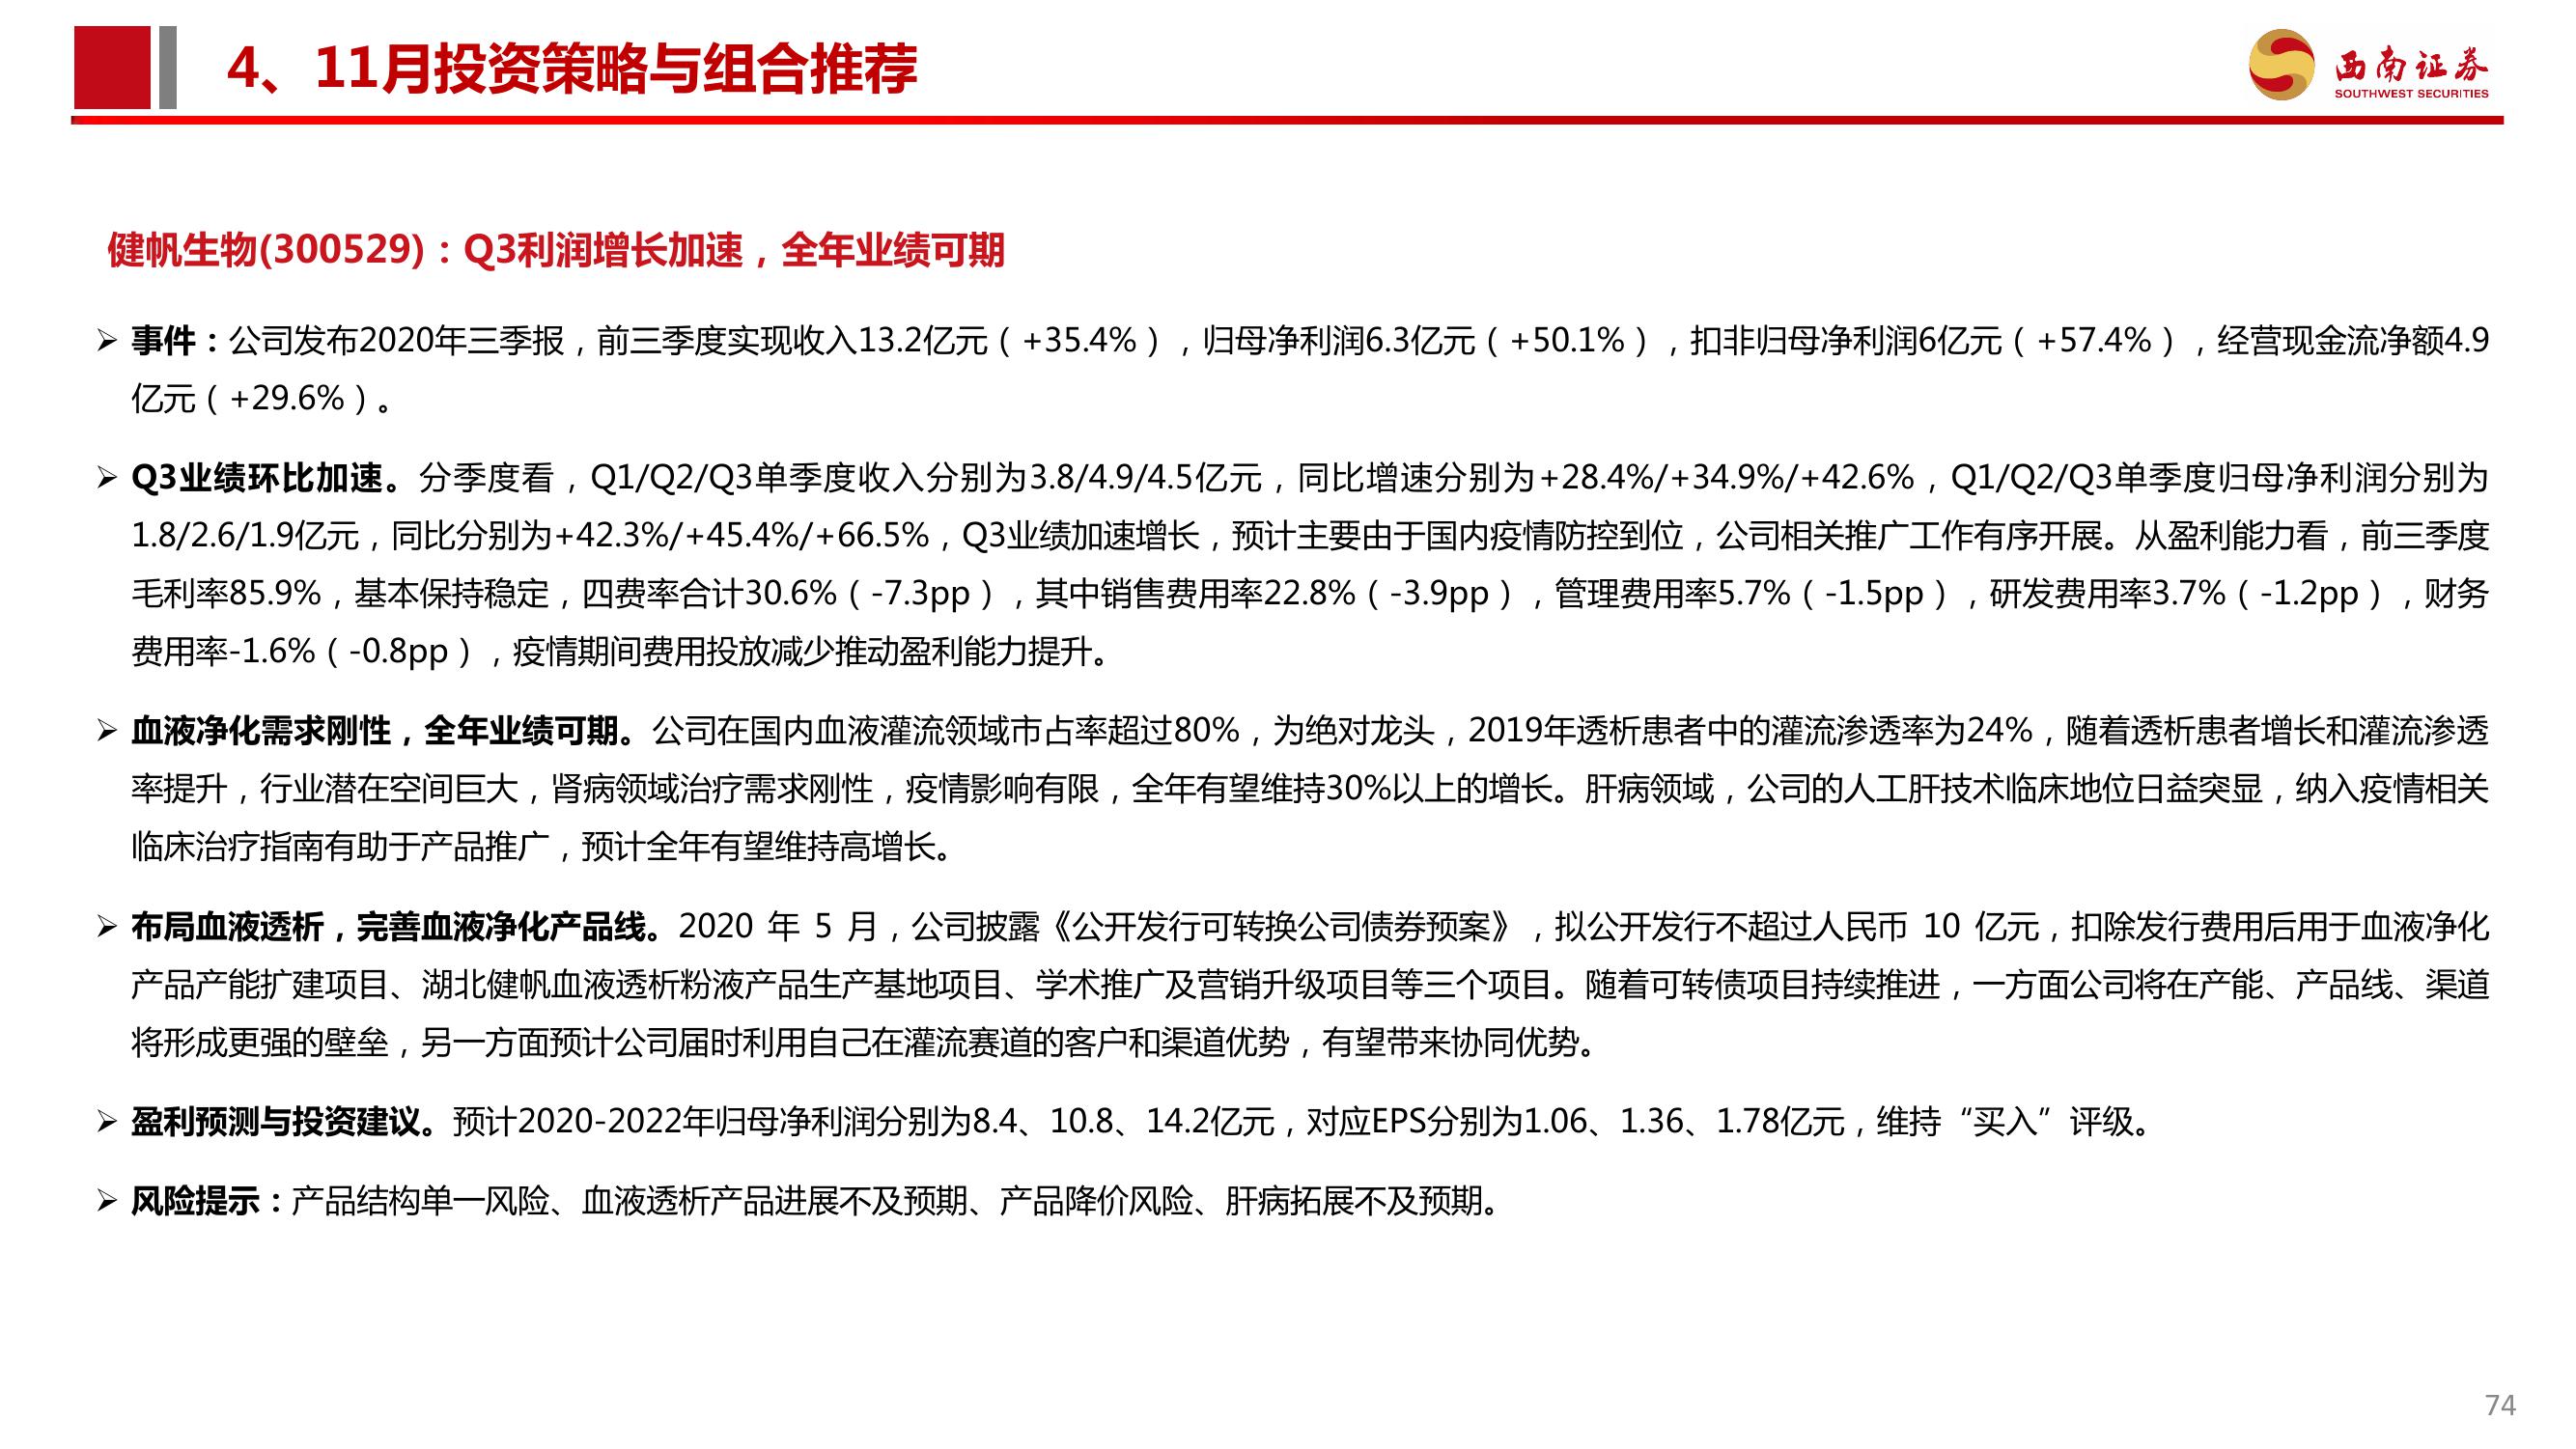 4、11月投资策略与组合推荐
西南证券
SOUTHWEST SECURITIES
健帆生物(300529)：Q3利润增长加速，全年业绩可期
➢ 事件：公司发布2020年三季报，前三季度实现收入13.2亿元（+35.4%），归母净利润6.3亿元（+50.1%），扣非归母净利润6亿元（+57.4%），经营现金流净额4.9
亿元（+29.6%）。
➢ Q3业绩环比加速。分季度看，Q1/Q2/Q3单季度收入分别为3.8/4.9/4.5亿元，同比增速分别为+28.4%/+34.9%/+42.6%，Q1/Q2/Q3单季度归母净利润分别为
1.8/2.6/1.9亿元，同比分别为+42.3%/+45.4%/+66.5%，Q3业绩加速增长，预计主要由于国内疫情防控到位，公司相关推广工作有序开展。从盈利能力看，前三季度
毛利率85.9%，基本保持稳定，四费率合计30.6%（-7.3pp），其中销售费用率22.8%（-3.9pp），管理费用率5.7%（-1.5pp），研发费用率3.7%（-1.2pp），财务
费用率-1.6%（-0.8pp），疫情期间费用投放减少推动盈利能力提升。
➢ 血液净化需求刚性，全年业绩可期。公司在国内血液灌流领域市占率超过80%，为绝对龙头，2019年透析患者中的灌流渗透率为24%，随着透析患者增长和灌流渗透
率提升，行业潜在空间巨大，肾病领域治疗需求刚性，疫情影响有限，全年有望维持30%以上的增长。肝病领域，公司的人工肝技术临床地位日益突显，纳入疫情相关
临床治疗指南有助于产品推广，预计全年有望维持高增长。
➢ 布局血液透析，完善血液净化产品线。2020 年 5 月，公司披露《公开发行可转换公司债券预案》，拟公开发行不超过人民币 10 亿元，扣除发行费用后用于血液净化
产品产能扩建项目、湖北健帆血液透析粉液产品生产基地项目、学术推广及营销升级项目等三个项目。随着可转债项目持续推进，一方面公司将在产能、产品线、渠道
将形成更强的壁垒，另一方面预计公司届时利用自己在灌流赛道的客户和渠道优势，有望带来协同优势。
➢ 盈利预测与投资建议。预计2020-2022年归母净利润分别为8.4、10.8、14.2亿元，对应EPS分别为1.06、1.36、1.78亿元，维持“买入”评级。
➢ 风险提示：产品结构单一风险、血液透析产品进展不及预期、产品降价风险、肝病拓展不及预期。
74